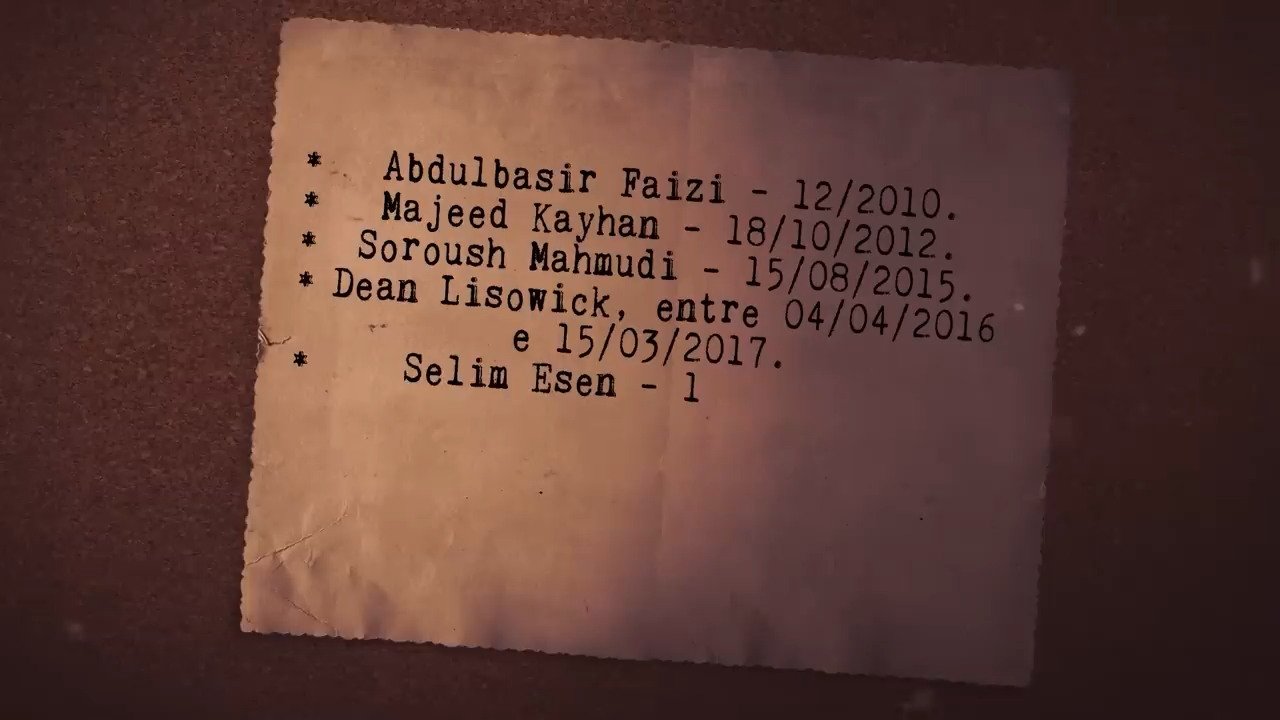 * Abdulbasir Faizi - 12/2010.
* Majeed Kayhan - 18/10/2012.
* Soroush Mahmudi - 15/08/2015.
* Dean Lisowick, entre 04/04/2016
e 15/03/2017.
* Selim Esen - 1